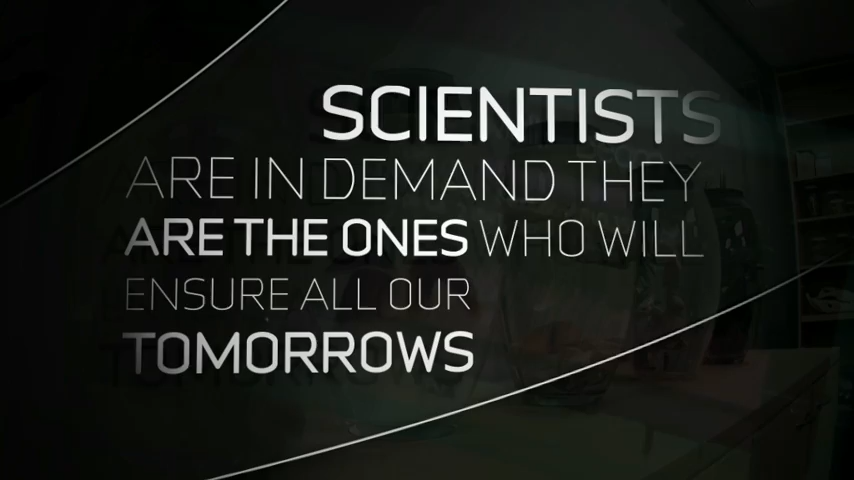 SCIENTISTS
ARE IN DEMAND THEY
ARE THE ONES WHO WILL
ENSURE ALL OUR
TOMORROWS